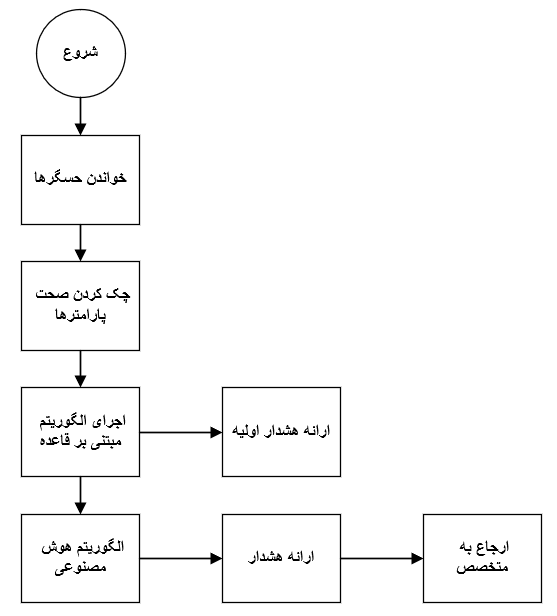 شروع
خواندن حسگرها
چک کردن صحت
پارامترها
اجرای الگوریتم
مبتنی بر قاعده
ارائه هشدار اولیه
الگوریتم هوش
مصنوعی
ارائه هشدار
ارجاع به
متخصص